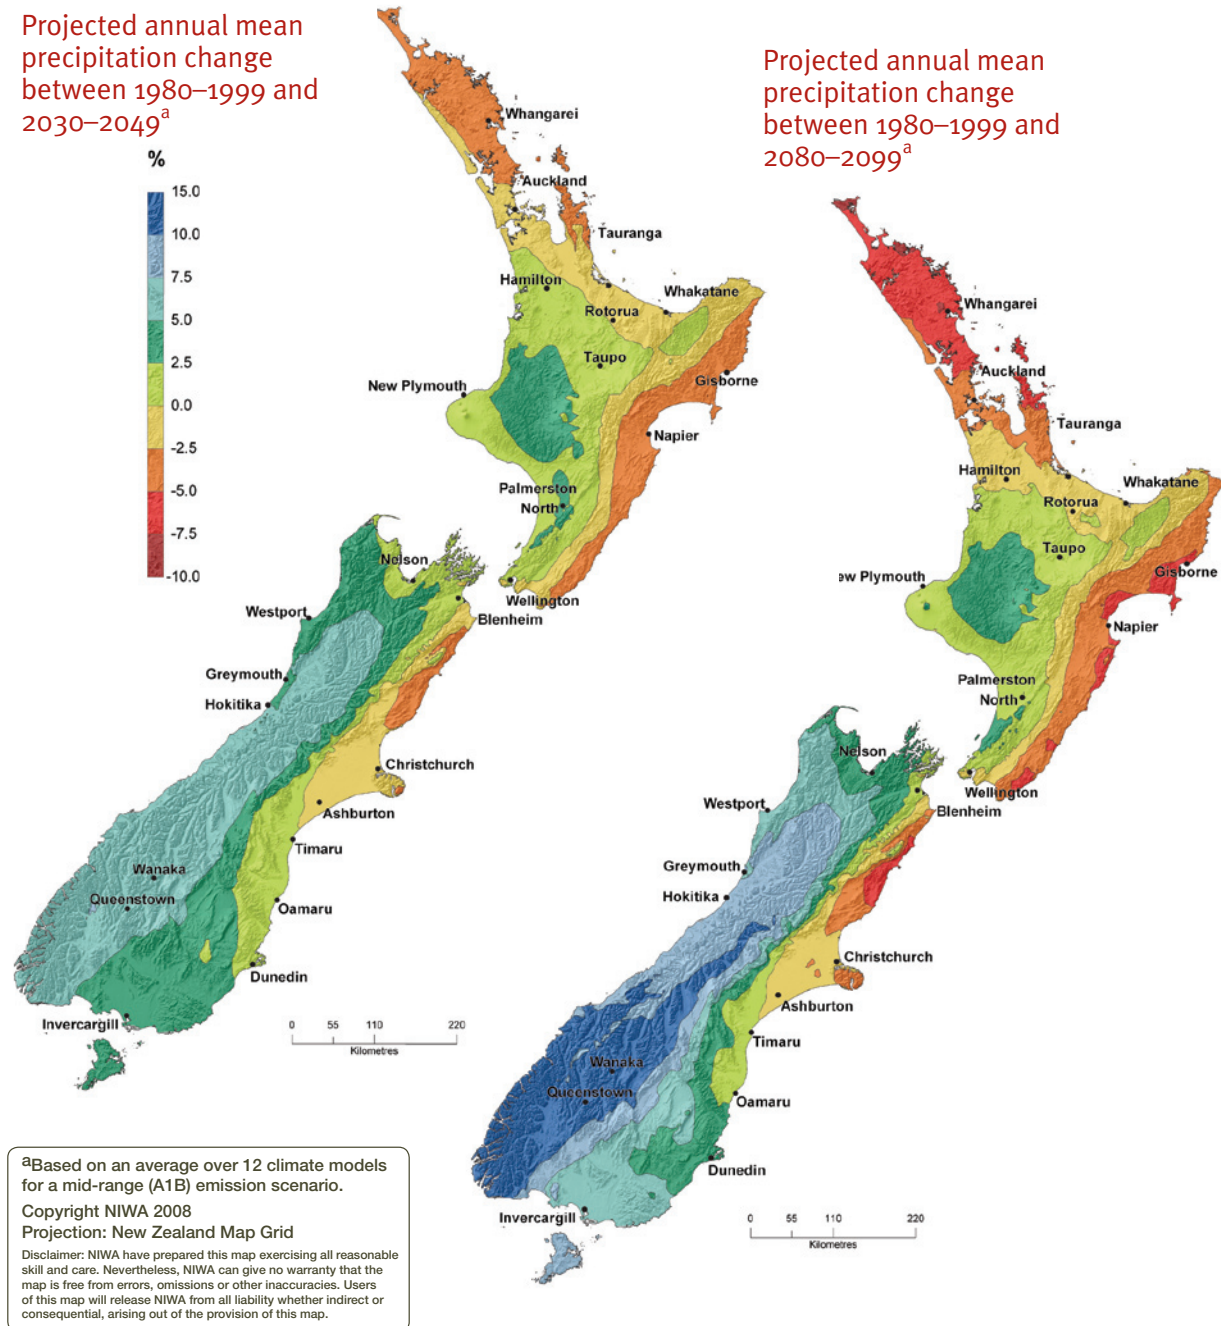 Projected annual mean
precipitation change
between 1980–1999 and
2030–2049a
%
15.0
10.0
7.5
5.0
2.5
0.0
-2.5
-5.0
-7.5
-10.0
Whangarei
Auckland
Tauranga
Hamilton
Whakatane
Rotorua
Taupo
Gisborne
New Plymouth
Napier
Palmerston
North
Nelson
Wellington
Westport
Blenheim
Greymouth
Hokitika
Christchurch
Ashburton
Timaru
Wanaka
Queenstown
Oamaru
Dunedin
Invercargill
0 55 110 220
Kilometres
Projected annual mean
precipitation change
between 1980–1999 and
2080–2099a
Whangarei
Auckland
Tauranga
Hamilton
Whakatane
Rotorua
Taupo
Gisborne
ew Plymouth
Napier
Palmerston
North
Nelson
Wellington
Westport
Blenheim
Greymouth
Hokitika
Christchurch
Ashburton
Timaru
Wanaka
Queenstown
Oamaru
Dunedin
Invercargill
0 55 110 220
Kilometres
aBased on an average over 12 climate models
for a mid-range (A1B) emission scenario.
Copyright NIWA 2008
Projection: New Zealand Map Grid
Disclaimer: NIWA have prepared this map exercising all reasonable
skill and care. Nevertheless, NIWA can give no warranty that the
map is free from errors, omissions or other inaccuracies. Users
of this map will release NIWA from all liability whether indirect or
consequential, arising out of the provision of this map.